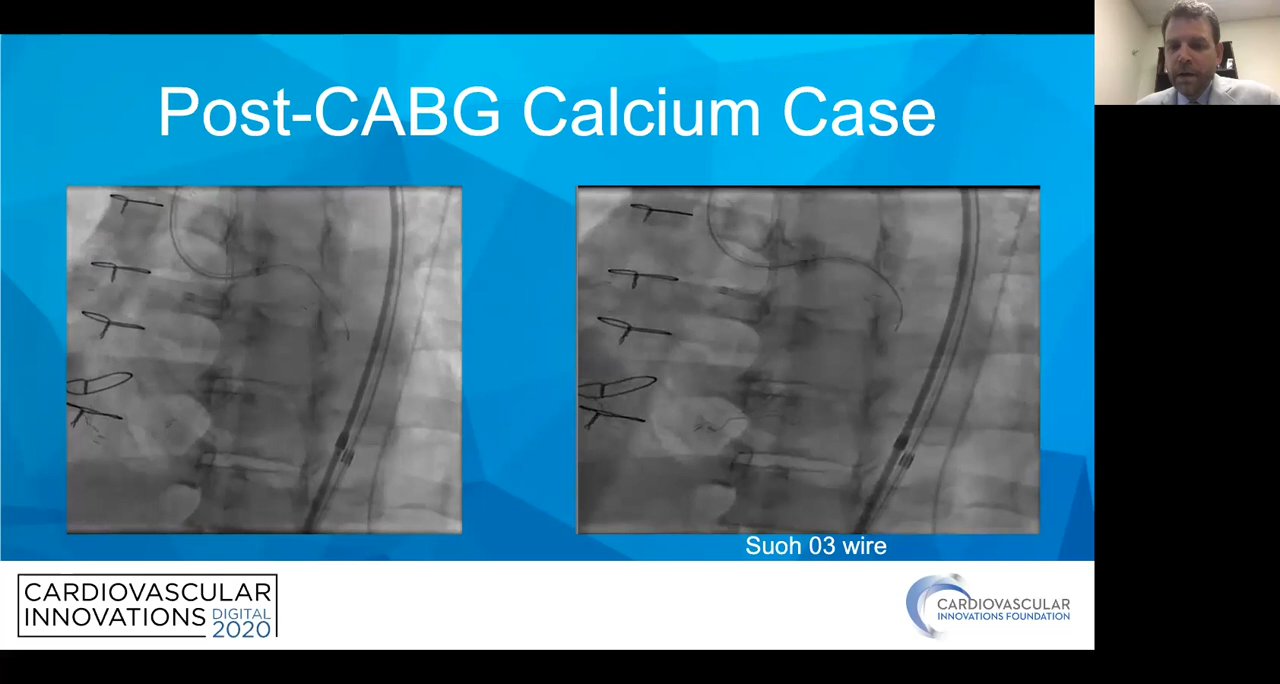 Post-CABG Calcium Case
Suoh 03 wire
CARDIOVASCULAR
INNOVATIONS DIGITAL
2020
CARDIOVASCULAR
INNOVATIONS FOUNDATION